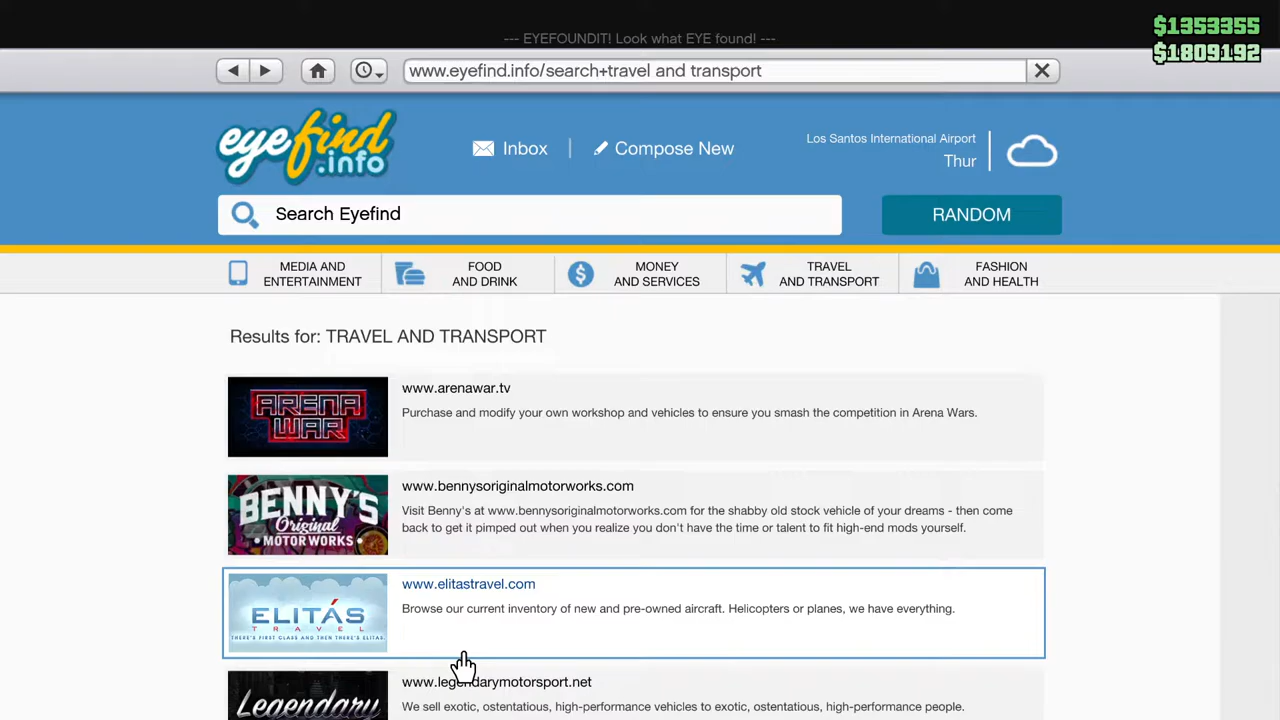 $1353355
--- EYEFOUNDIT! Look what EYE found! ---
$1809192
www.eyefind.info/search+travel and transport
eyefind.info
Inbox
Compose New
Los Santos International Airport
Thur
Search Eyefind
RANDOM
MEDIA AND
ENTERTAINMENT
FOOD
AND DRINK
MONEY
AND SERVICES
TRAVEL
AND TRANSPORT
FASHION
AND HEALTH
Results for: TRAVEL AND TRANSPORT
ARENA
WAR
www.arenawar.tv
Purchase and modify your own workshop and vehicles to ensure you smash the competition in Arena Wars.
BENNY'S
Original
MOTOR WORKS
www.bennysoriginalmotorworks.com
Visit Benny's at www.bennysoriginalmotorworks.com for the shabby old stock vehicle of your dreams - then come
back to get it pimped out when you realize you don't have the time or talent to fit high-end mods yourself.
ELITÁS
TRAVEL
THERE'S FIRST CLASS AND THEN THERE'S ELITAS.
www.elitastravel.com
Browse our current inventory of new and pre-owned aircraft. Helicopters or planes, we have everything.
Legendary
www.legendarymotorsport.net
We sell exotic, ostentatious, high-performance vehicles to exotic, ostentatious, high-performance people.